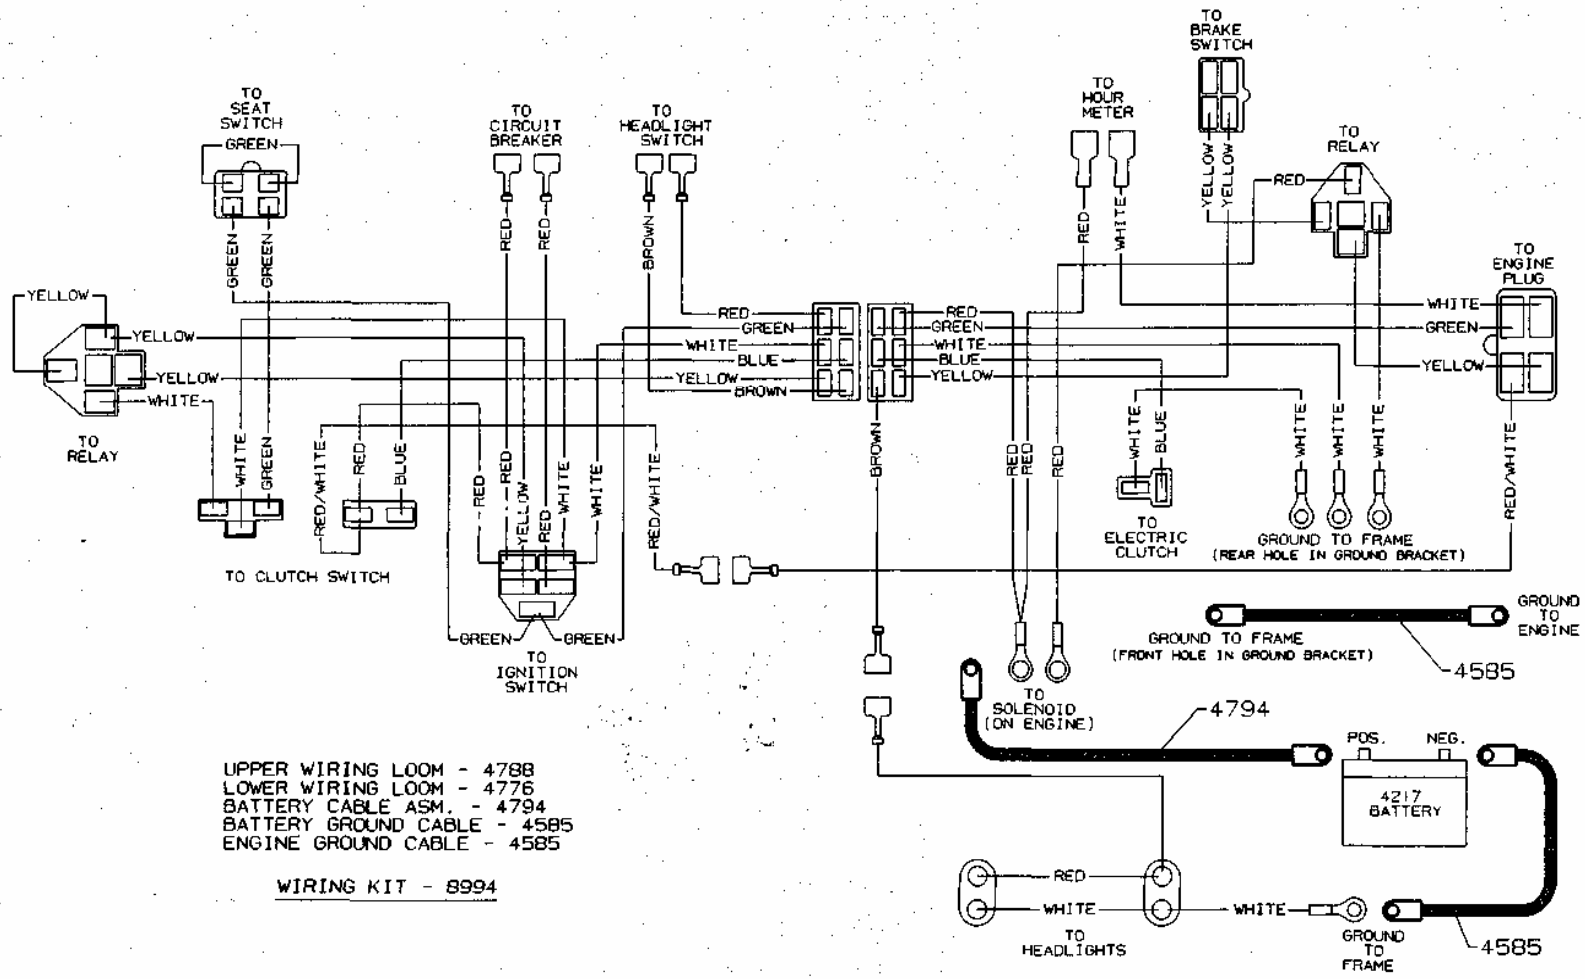 TO
BRAKE
SWITCH
TO
HOUR
METER
TO
SEAT
SWITCH
TO
CIRCUIT
BREAKER
TO
HEADLIGHT
SWITCH
TO
RELAY
GREEN
RED
YELLOW
YELLOW
GREEN
GREEN
RED
RED
BROWN
RED
WHITE
TO
ENGINE
PLUG
YELLOW
YELLOW
YELLOW
WHITE
RED
GREEN
WHITE
BLUE
YELLOW
BROWN
RED
GREEN
WHITE
BLUE
YELLOW
WHITE
GREEN
YELLOW
TO
RELAY
WHITE
GREEN
RED/WHITE
RED
BLUE
RED
RED
YELLOW
RED
WHITE
WHITE
RED/WHITE
BROWN
RED
RED
RED
WHITE
BLUE
WHITE
WHITE
WHITE
RED/WHITE
TO CLUTCH SWITCH
TO
ELECTRIC
CLUTCH
GROUND TO FRAME
(REAR HOLE IN GROUND BRACKET)
GREEN
GREEN
TO
IGNITION
SWITCH
GROUND TO FRAME
(FRONT HOLE IN GROUND BRACKET)
GROUND
TO
ENGINE
4585
TO
SOLENOID
(ON ENGINE)
4794
POS.
NEG.
4217
BATTERY
UPPER WIRING LOOM - 4788
LOWER WIRING LOOM - 4776
BATTERY CABLE ASM. - 4794
BATTERY GROUND CABLE - 4585
ENGINE GROUND CABLE - 4585
WIRING KIT - 8994
RED
WHITE
WHITE
TO
HEADLIGHTS
GROUND
TO
FRAME
4585